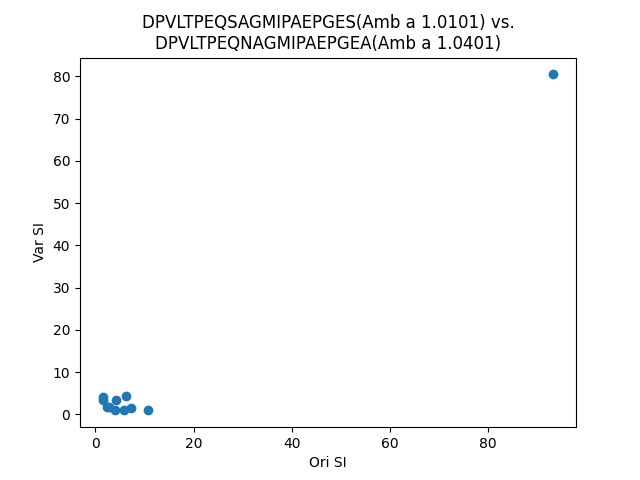 DPVLTPEQSAGMIPAEPGES(Amb a 1.0101) vs.
DPVLTPEQNAGMIPAEPGEA(Amb a 1.0401)
80
70
60
50
40
30
20
10
0
Var SI
0 20 40 60 80
Ori SI